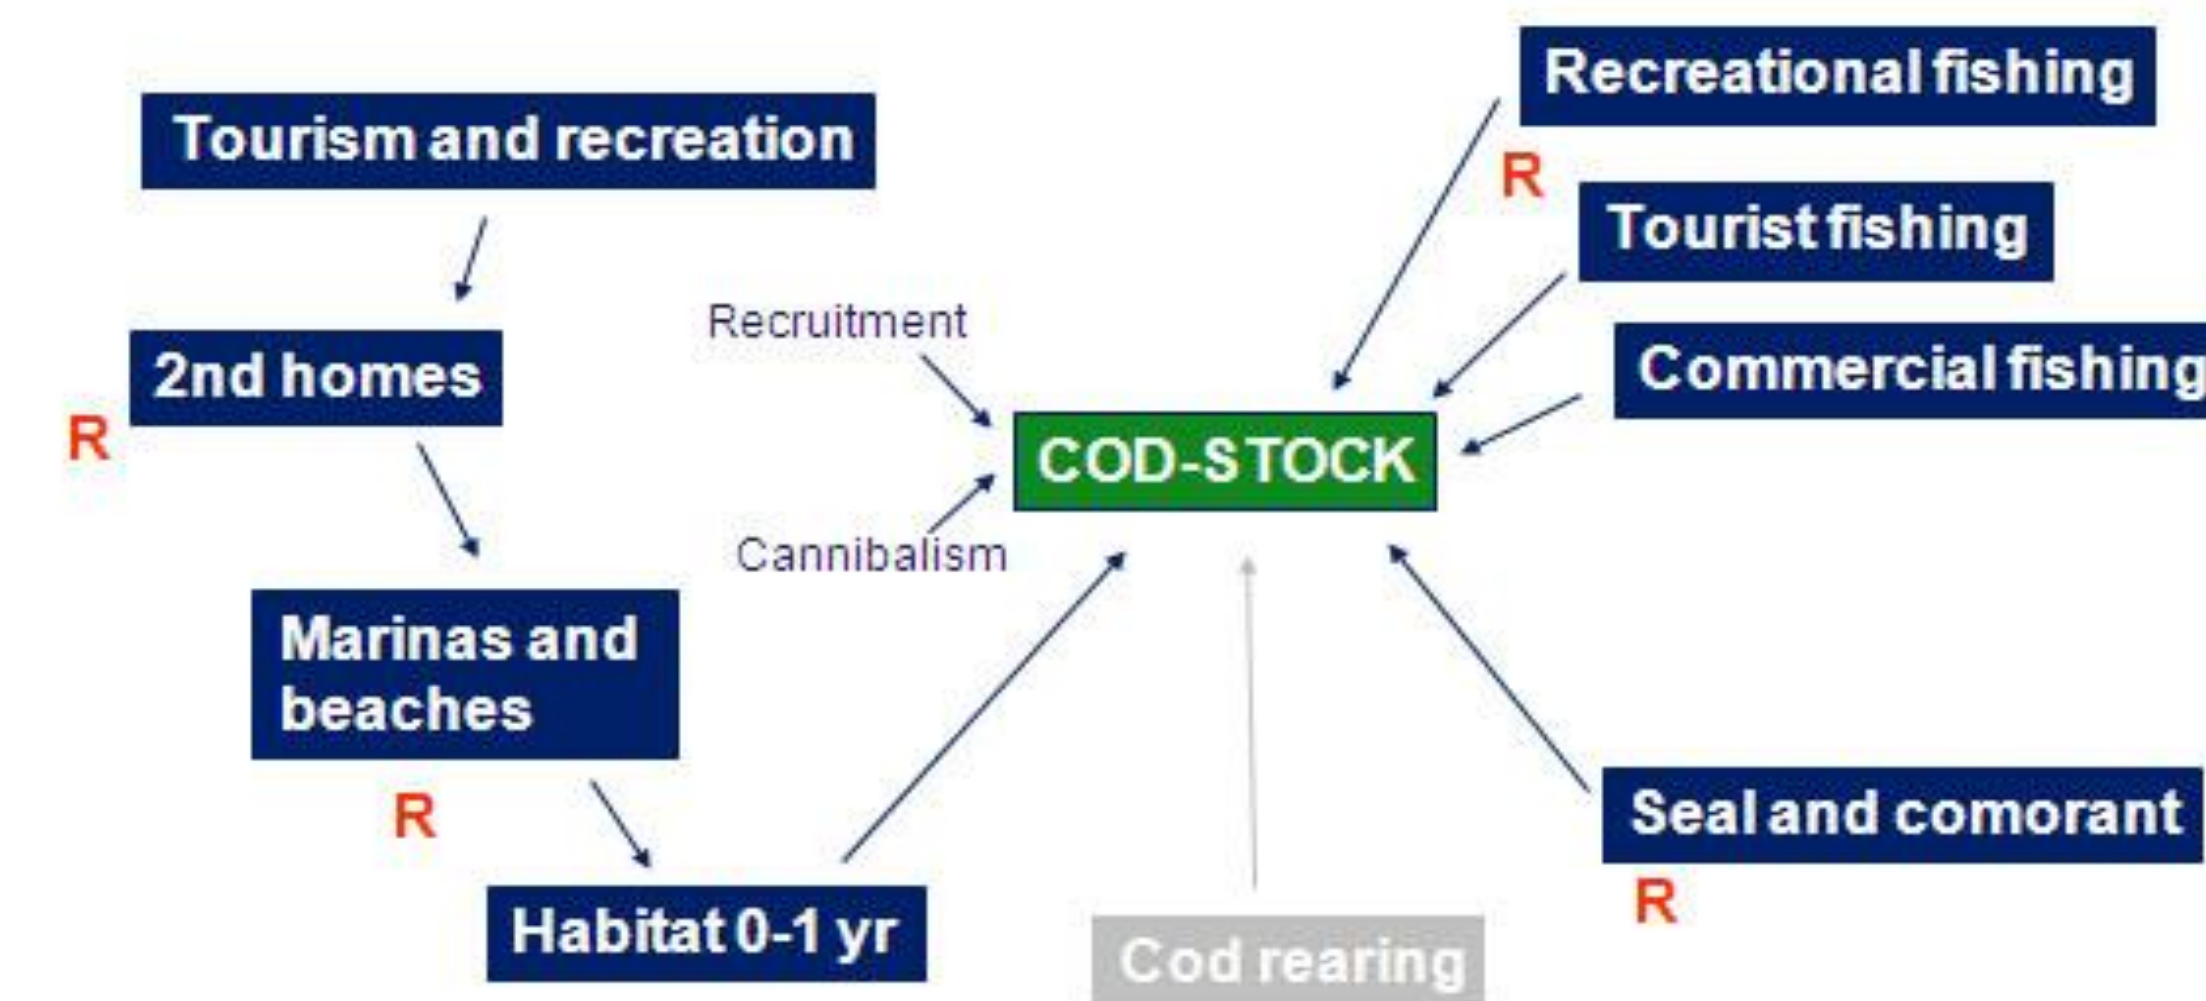 Recreational fishing
Tourism and recreation
R
Tourist fishing
Recruitment
Commercial fishing
2nd homes
R
COD-STOCK
Cannibalism
Marinas and
beaches
R
Seal and comorant
R
Habitat 0-1 yr
Cod rearing